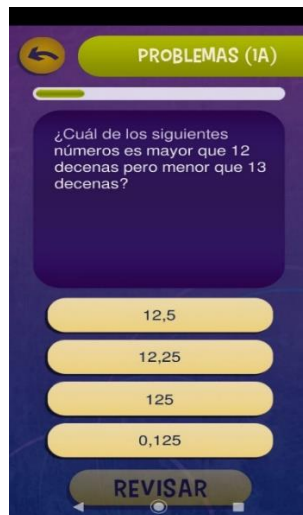 PROBLEMAS (1A)
¿Cuál de los siguientes
números es mayor que 12
decenas pero menor que 13
decenas?
12,5
12,25
125
0,125
REVISAR